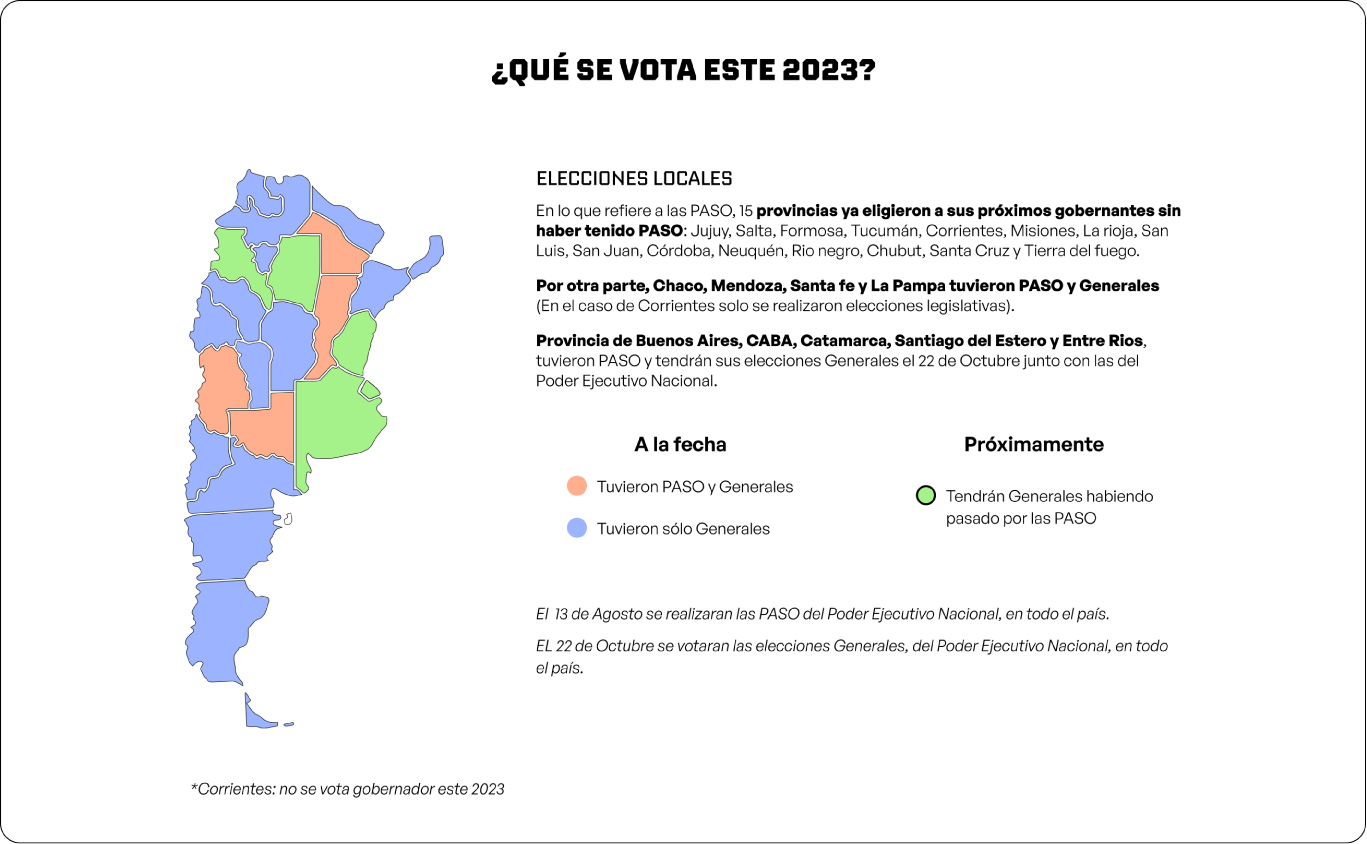 ¿QUÉ SE VOTA ESTE 2023?
ELECCIONES LOCALES
En lo que refiere a las PASO, 15 provincias ya eligieron a sus próximos gobernantes sin
haber tenido PASO: Jujuy, Salta, Formosa, Tucumán, Corrientes, Misiones, La rioja, San
Luis, San Juan, Córdoba, Neuquén, Rio negro, Chubut, Santa Cruz y Tierra del fuego.
Por otra parte, Chaco, Mendoza, Santa fe y La Pampa tuvieron PASO y Generales
(En el caso de Corrientes solo se realizaron elecciones legislativas).
Provincia de Buenos Aires, CABA, Catamarca, Santiago del Estero y Entre Rios,
tuvieron PASO y tendrán sus elecciones Generales el 22 de Octubre junto con las del
Poder Ejecutivo Nacional.
A la fecha
Tuvieron PASO y Generales
Tuvieron sólo Generales
Próximamente
Tendrán Generales habiendo
pasado por las PASO
El 13 de Agosto se realizaran las PASO del Poder Ejecutivo Nacional, en todo el país.
EL 22 de Octubre se votaran las elecciones Generales, del Poder Ejecutivo Nacional, en todo
el país.
*Corrientes: no se vota gobernador este 2023